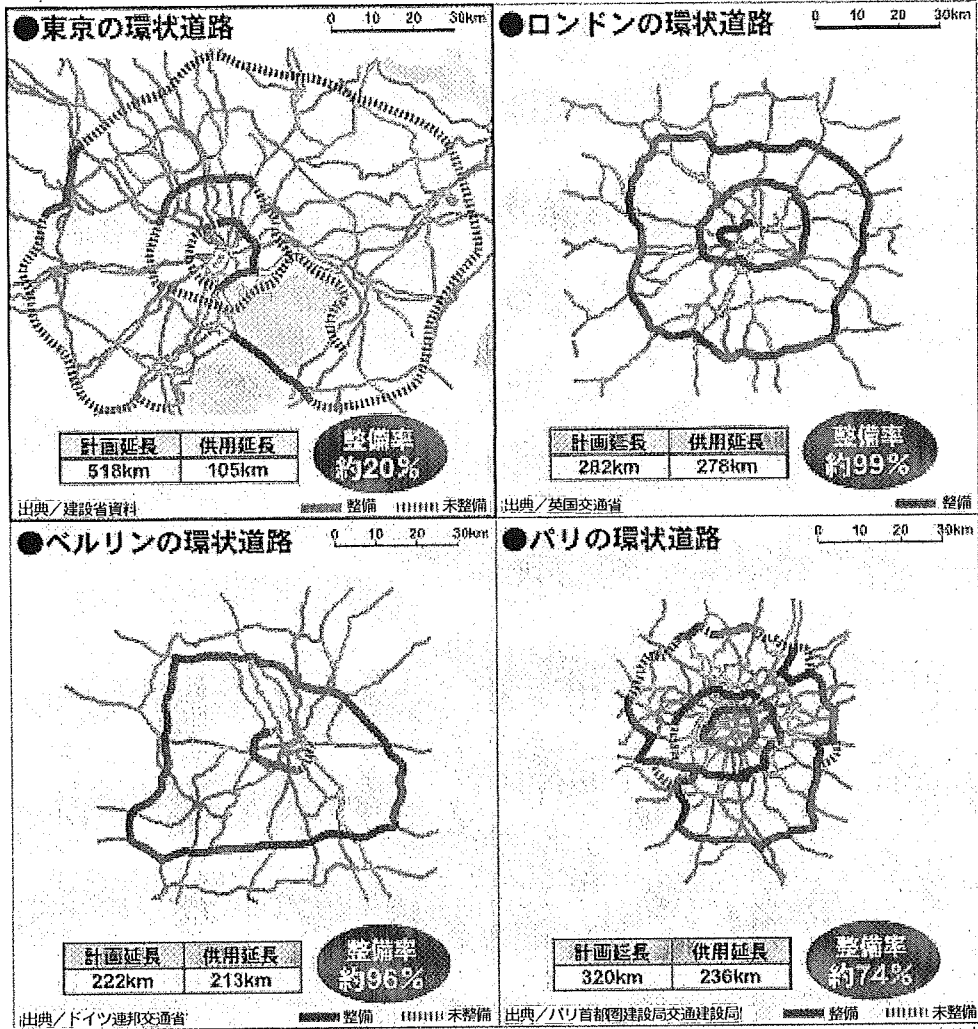 ●東京の環状道路
0 10 20 30km
計画延長 供用延長
518km 105km
整備率
約20%
出典／建設省資料
整備 未整備
●ロンドンの環状道路
0 10 20 30km
計画延長 供用延長
282km 278km
整備率
約99%
出典／英国交通省
整備
●ベルリンの環状道路
0 10 20 30km
計画延長 供用延長
222km 213km
整備率
約96%
出典／ドイツ連邦交通省
整備 未整備
●パリの環状道路
0 10 20 30km
計画延長 供用延長
320km 236km
整備率
約74%
出典／パリ首都圏建設局交通建設局
整備 未整備